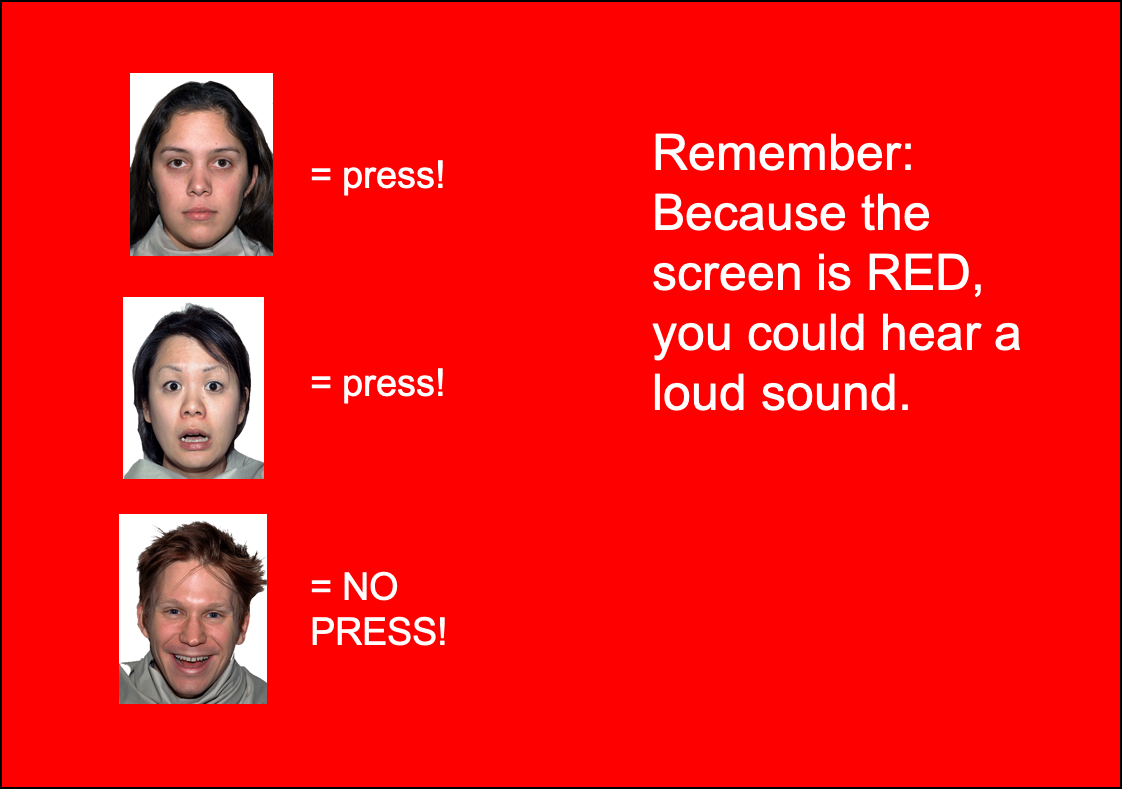 = press!
= press!
= NO
PRESS!
Remember:
Because the
screen is RED,
you could hear a
loud sound.